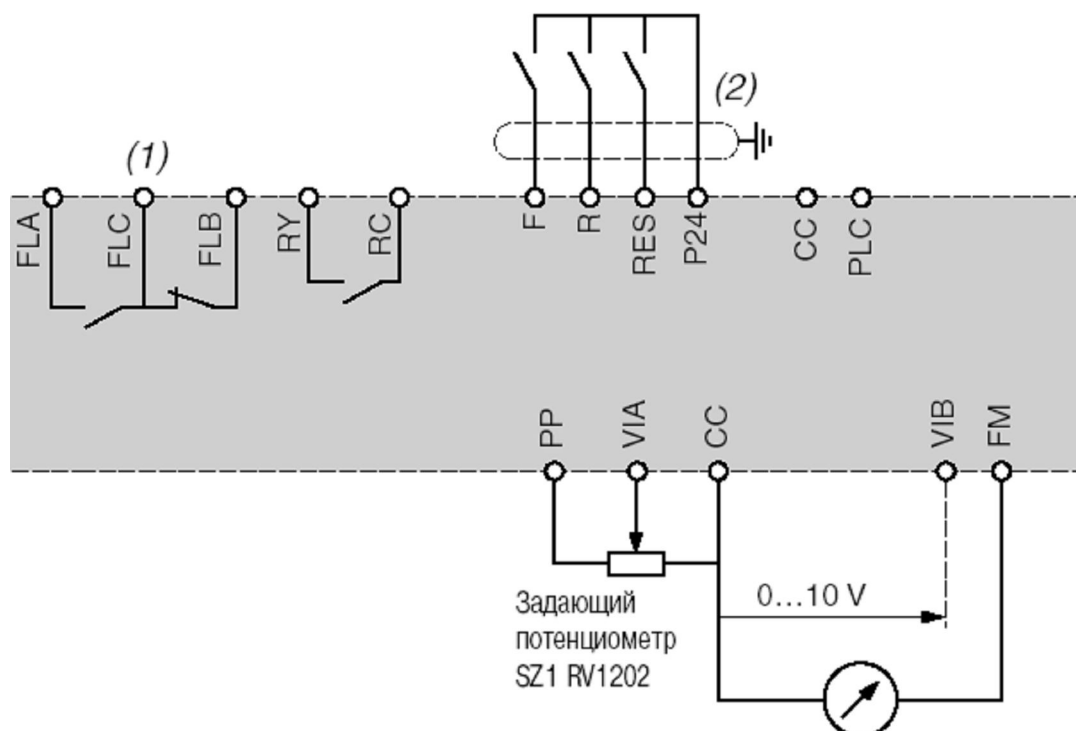 (2)
(1)
FLA
FLC
FLB
RY
RC
F
R
RES
P24
CC
PLC
PP
VIA
CC
VIB
FM
0...10 V
Задающий
потенциометр
SZ1 RV1202